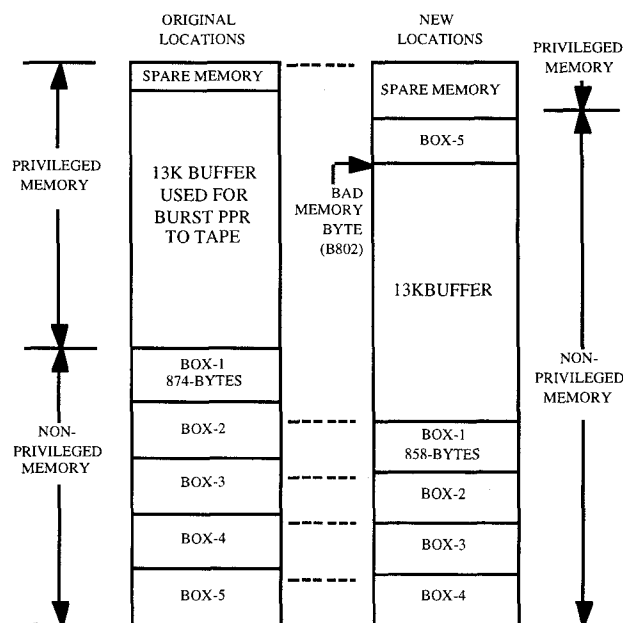 ORIGINAL
LOCATIONS
NEW
LOCATIONS
PRIVILEGED
MEMORY
SPARE MEMORY
SPARE MEMORY
BOX-5
PRIVILEGED
MEMORY
13K BUFFER
USED FOR
BURST PPR
TO TAPE
BAD
MEMORY
BYTE
(B802)
13KBUFFER
NON-
PRIVILEGED
MEMORY
BOX-1
874-BYTES
BOX-2
BOX-3
BOX-4
BOX-5
NON-
PRIVILEGED
MEMORY
BOX-1
858-BYTES
BOX-2
BOX-3
BOX-4